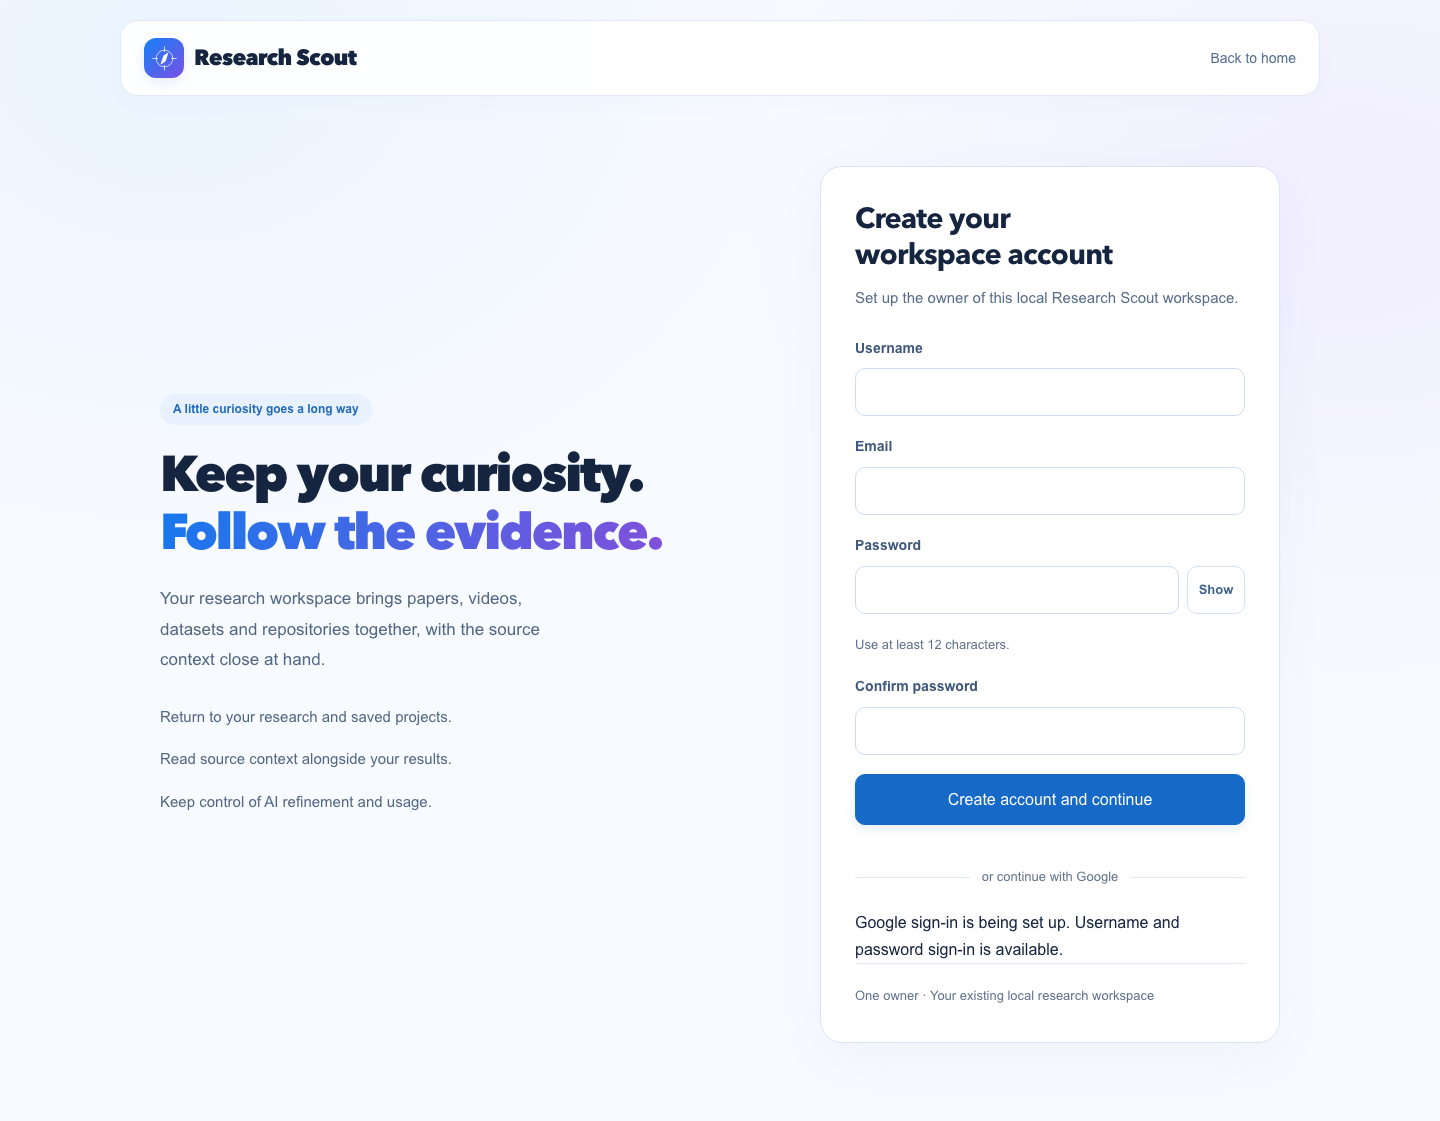 Research Scout
Back to home
A little curiosity goes a long way
Keep your curiosity.
Follow the evidence.
Your research workspace brings papers, videos,
datasets and repositories together, with the source
context close at hand.
Return to your research and saved projects.
Read source context alongside your results.
Keep control of AI refinement and usage.
Create your
workspace account
Set up the owner of this local Research Scout workspace.
Username
Email
Password
Show
Use at least 12 characters.
Confirm password
Create account and continue
or continue with Google
Google sign-in is being set up. Username and
password sign-in is available.
One owner · Your existing local research workspace